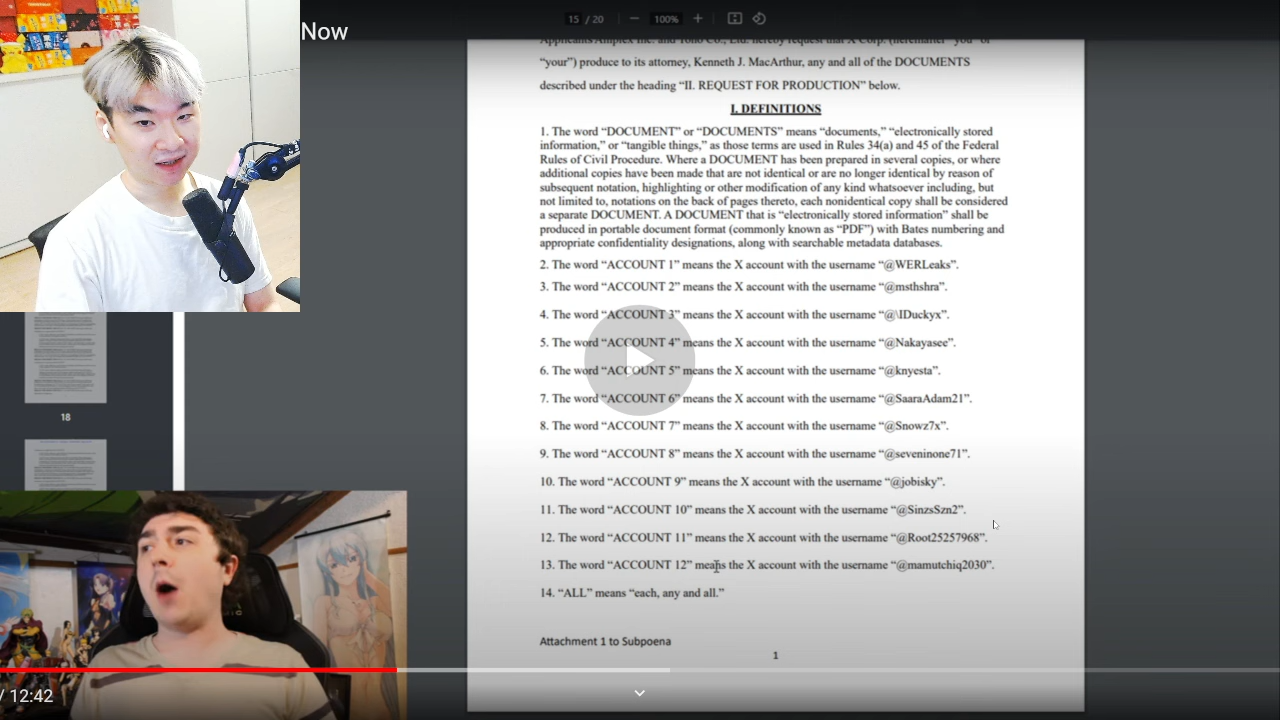 Now
15 / 20
100%
Applicants Aniplex Inc. and Toho Co., Ltd. hereby request that X Corp. (hereinafter “you” or
“your”) produce to its attorney, Kenneth J. MacArthur, any and all of the DOCUMENTS
described under the heading “II. REQUEST FOR PRODUCTION” below.
I. DEFINITIONS
1. The word “DOCUMENT” or “DOCUMENTS” means “documents,” “electronically stored
information,” or “tangible things,” as those terms are used in Rules 34(a) and 45 of the Federal
Rules of Civil Procedure. Where a DOCUMENT has been prepared in several copies, or where
additional copies have been made that are not identical or are no longer identical by reason of
subsequent notation, highlighting or other modification of any kind whatsoever including, but
not limited to, notations on the back of pages thereto, each nonidentical copy shall be considered
a separate DOCUMENT. A DOCUMENT that is “electronically stored information” shall be
produced in portable document format (commonly known as “PDF”) with Bates numbering and
appropriate confidentiality designations, along with searchable metadata databases.
2. The word “ACCOUNT 1” means the X account with the username “@WERLeaks”.
3. The word “ACCOUNT 2” means the X account with the username “@msthshra”.
4. The word “ACCOUNT 3” means the X account with the username “@\IDuckyx”.
5. The word “ACCOUNT 4” means the X account with the username “@Nakayasee”.
6. The word “ACCOUNT 5” means the X account with the username “@knyesta”.
7. The word “ACCOUNT 6” means the X account with the username “@SaaraAdam21”.
8. The word “ACCOUNT 7” means the X account with the username “@Snowz7x”.
9. The word “ACCOUNT 8” means the X account with the username “@seveninone71”.
10. The word “ACCOUNT 9” means the X account with the username “@jobisky”.
11. The word “ACCOUNT 10” means the X account with the username “@SinzsSzn2”.
12. The word “ACCOUNT 11” means the X account with the username “@Root25257968”.
13. The word “ACCOUNT 12” means the X account with the username “@mamutchiq2030”.
14. “ALL” means “each, any and all.”
Attachment 1 to Subpoena
1
18
/ 12:42